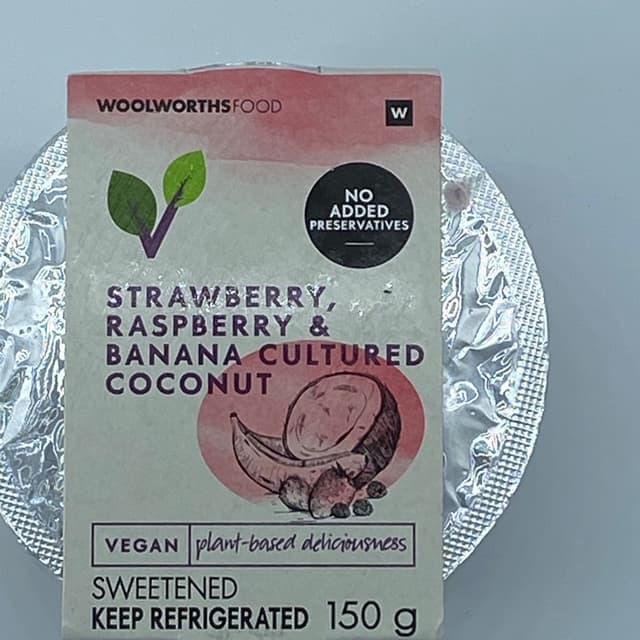 WOOLWORTHSFOOD
W
NO
ADDED
PRESERVATIVES
STRAWBERRY,
RASPBERRY &
BANANA CULTURED
COCONUT
VEGAN plant-based deliciousness
SWEETENED
KEEP REFRIGERATED 150 g